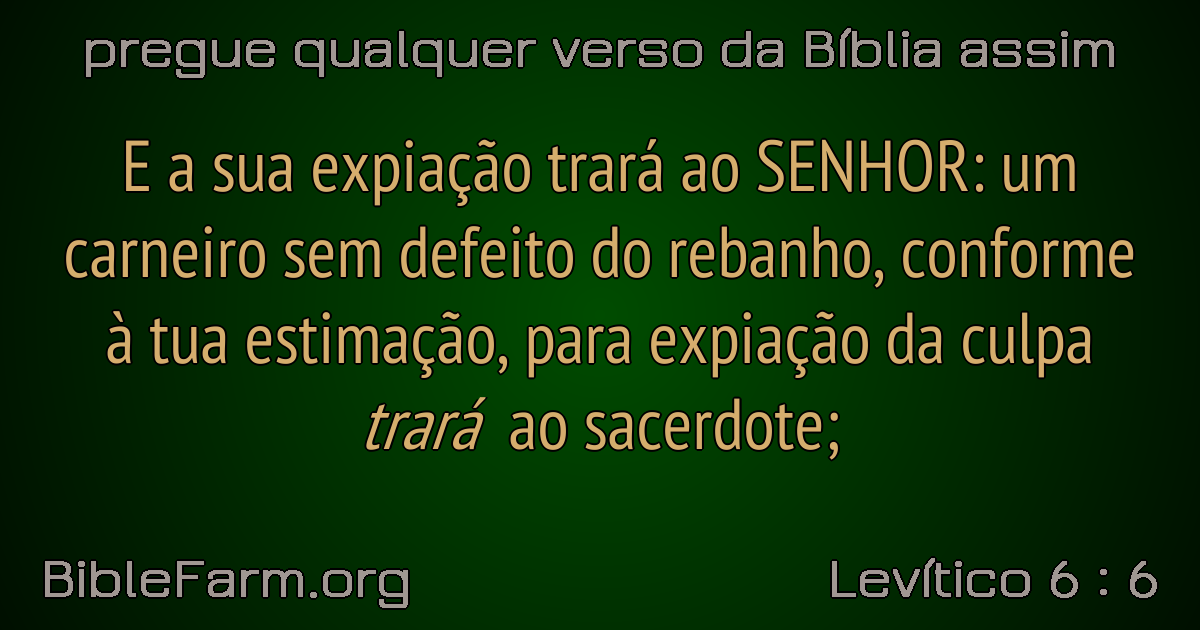 pregue qualquer verso da Bíblia assim
E a sua expiação trará ao SENHOR: um
carneiro sem defeito do rebanho, conforme
à tua estimação, para expiação da culpa
trará ao sacerdote;
BibleFarm.org
Levítico 6 : 6